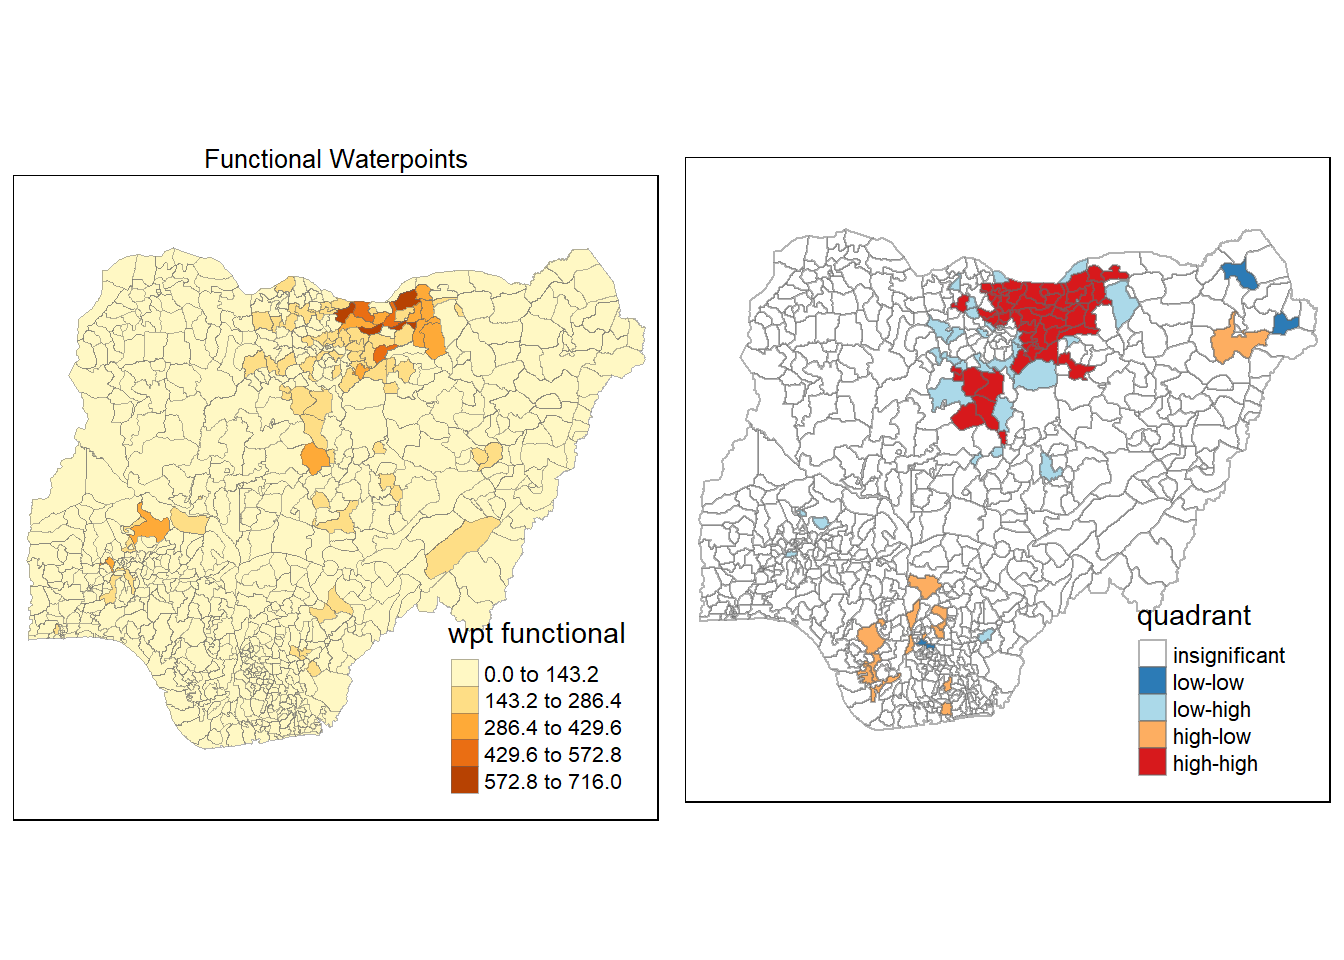 Functional Waterpoints
wpt functional
0.0 to 143.2
143.2 to 286.4
286.4 to 429.6
429.6 to 572.8
572.8 to 716.0
quadrant
insignificant
low-low
low-high
high-low
high-high